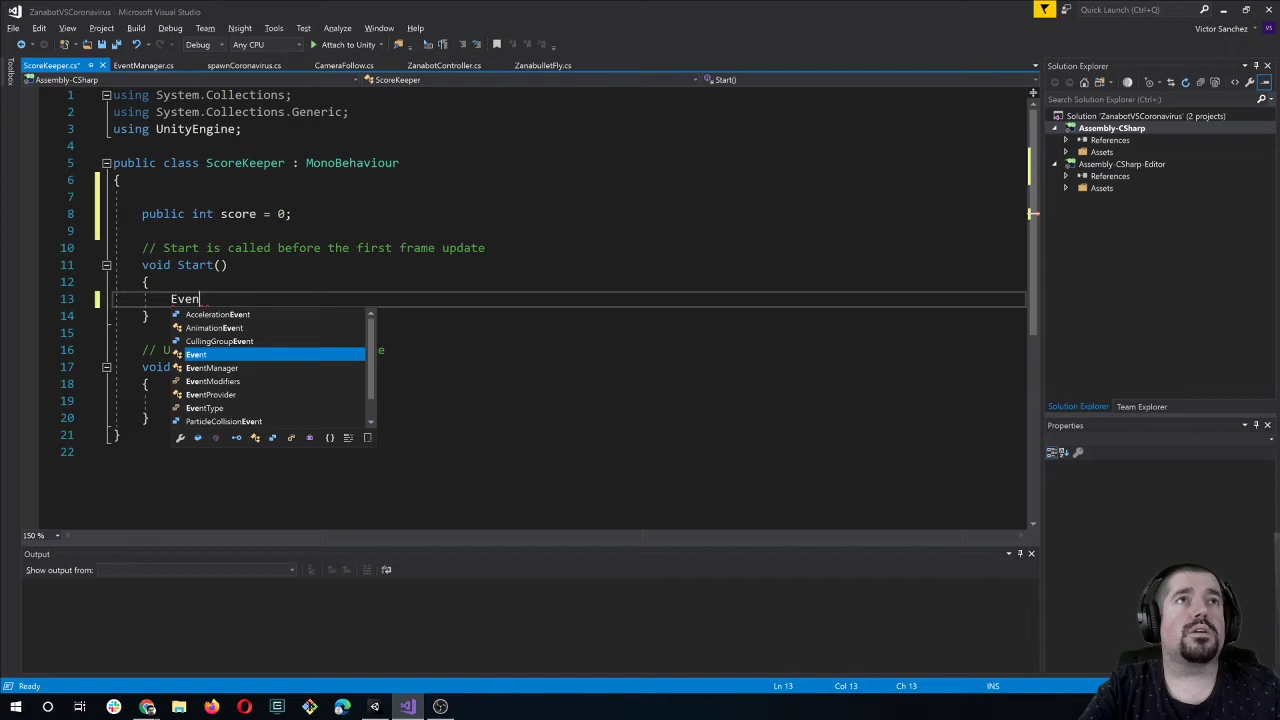 ZanabotVSCoronavirus - Microsoft Visual Studio
Quick Launch (Ctrl+Q)
File Edit View Project Build Debug Team Tools Test Analyze Window Help
Victor Sanchez VS
Debug Any CPU Attach to Unity
Toolbox
ScoreKeeper.cs* EventManager.cs spawnCoronavirus.cs CameraFollow.cs ZanabotController.cs ZanabulletFly.cs
Assembly-CSharp ScoreKeeper Start()
1 using System.Collections;
2 using System.Collections.Generic;
3 using UnityEngine;
4
5 public class ScoreKeeper : MonoBehaviour
6 {
7
8 public int score = 0;
9
10 // Start is called before the first frame update
11 void Start()
12 {
13 Even
14 }
15
16 // U e
17 void
18 {
19
20 }
21 }
22
AccelerationEvent
AnimationEvent
CullingGroupEvent
Event
EventManager
EventModifiers
EventProvider
EventType
ParticleCollisionEvent
150 %
Output
Show output from:
Solution Explorer
Search Solution Explorer (Ctrl+;)
Solution 'ZanabotVSCoronavirus' (2 projects)
Assembly-CSharp
References
Assets
Assembly-CSharp-Editor
References
Assets
Solution Explorer Team Explorer
Properties
Ready Ln 13 Col 13 Ch 13 INS